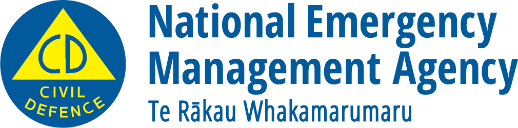 CD
CIVIL
DEFENCE
National Emergency
Management Agency
Te Rākau Whakamarumaru